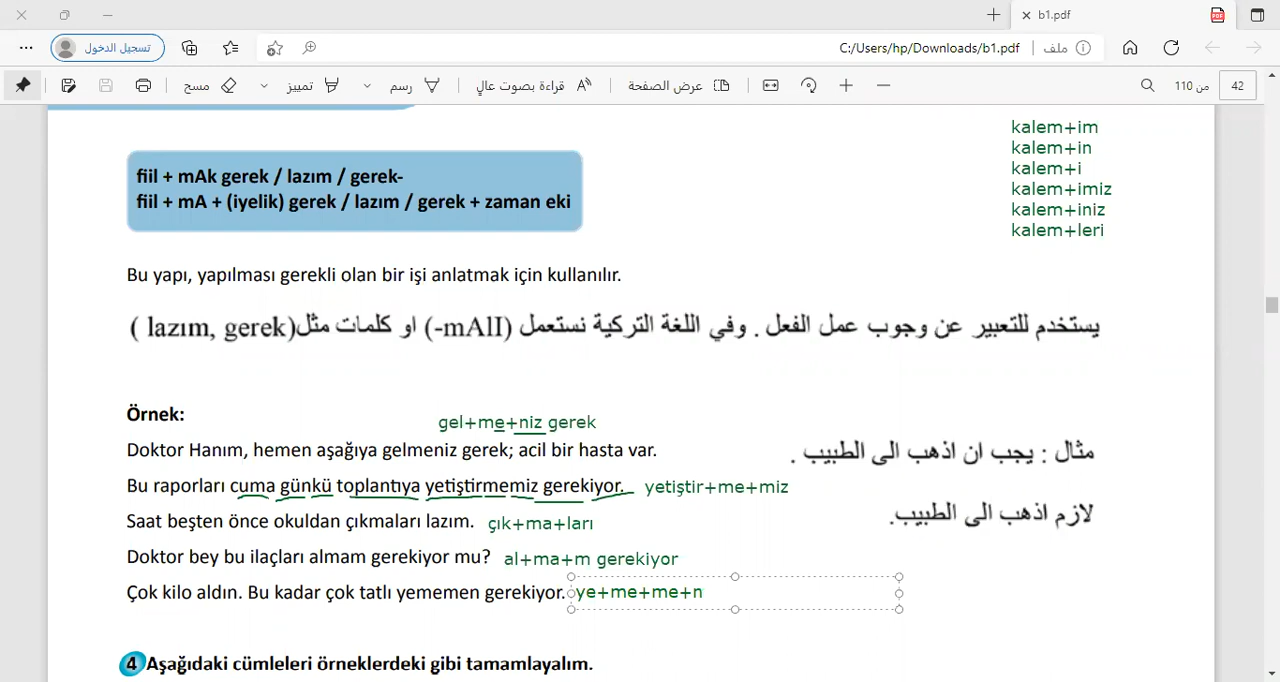 b1.pdf
تسجيل الدخول
C:/Users/hp/Downloads/b1.pdf
ملف
مسح
تمييز
رسم
قراءة بصوت عالٍ
عرض الصفحة
من 110
42
kalem+im
kalem+in
kalem+i
kalem+imiz
kalem+iniz
kalem+leri
fiil + mAk gerek / lazım / gerek-
fiil + mA + (iyelik) gerek / lazım / gerek + zaman eki
Bu yapı, yapılması gerekli olan bir işi anlatmak için kullanılır.
يستخدم للتعبير عن وجوب عمل الفعل . وفي اللغة التركية نستعمل (-mAlI) او كلمات مثل(lazım, gerek )
Örnek:
gel+me+niz gerek
Doktor Hanım, hemen aşağıya gelmeniz gerek; acil bir hasta var.
مثال : يجب ان اذهب الى الطبيب .
Bu raporları cuma günkü toplantıya yetiştirmemiz gerekiyor. yetiştir+me+miz
لازم اذهب الى الطبيب.
Saat beşten önce okuldan çıkmaları lazım. çık+ma+ları
Doktor bey bu ilaçları almam gerekiyor mu? al+ma+m gerekiyor
Çok kilo aldın. Bu kadar çok tatlı yememen gerekiyor. ye+me+me+n
4 Aşağıdaki cümleleri örneklerdeki gibi tamamlayalım.